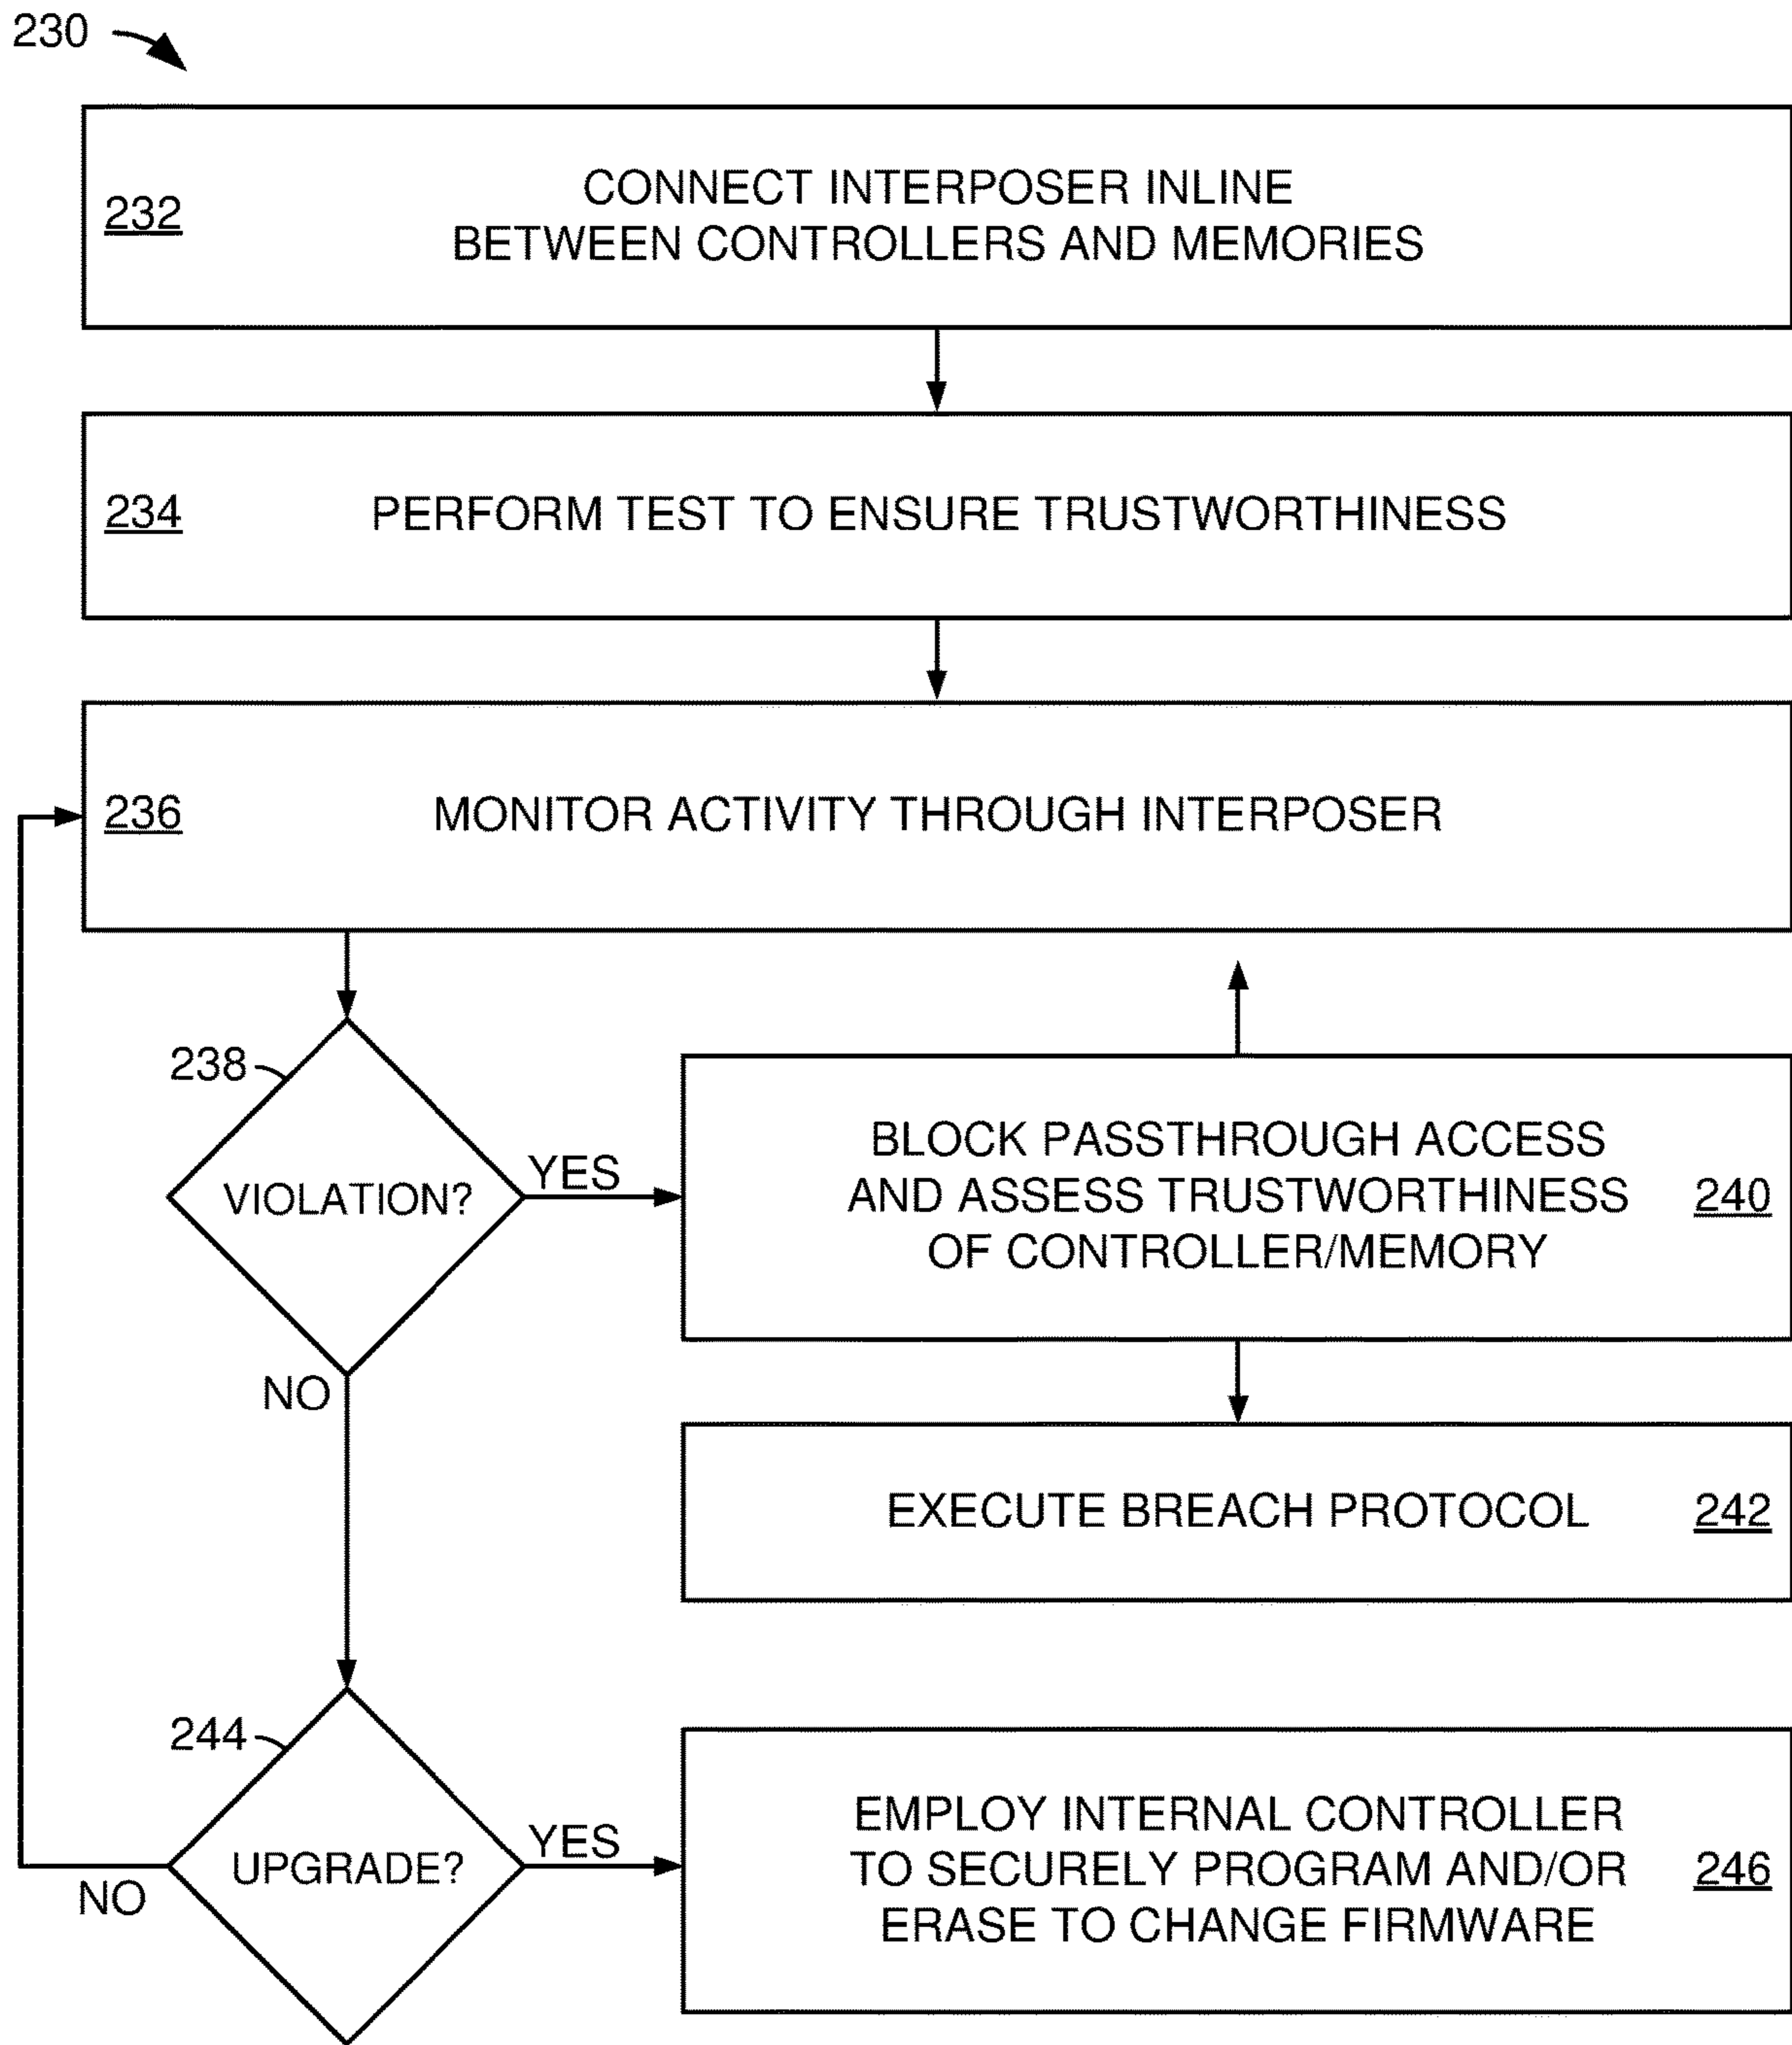 230
CONNECT INTERPOSER INLINE
232
BETWEEN CONTROLLERS AND MEMORIES
234
PERFORM TEST TO ENSURE TRUSTWORTHINESS
236
MONITOR ACTIVITY THROUGH INTERPOSER
238
VIOLATION?
YES
NO
BLOCK PASSTHROUGH ACCESS
AND ASSESS TRUSTWORTHINESS
OF CONTROLLER/MEMORY
240
EXECUTE BREACH PROTOCOL
242
244
UPGRADE?
YES
NO
EMPLOY INTERNAL CONTROLLER
TO SECURELY PROGRAM AND/OR
ERASE TO CHANGE FIRMWARE
246